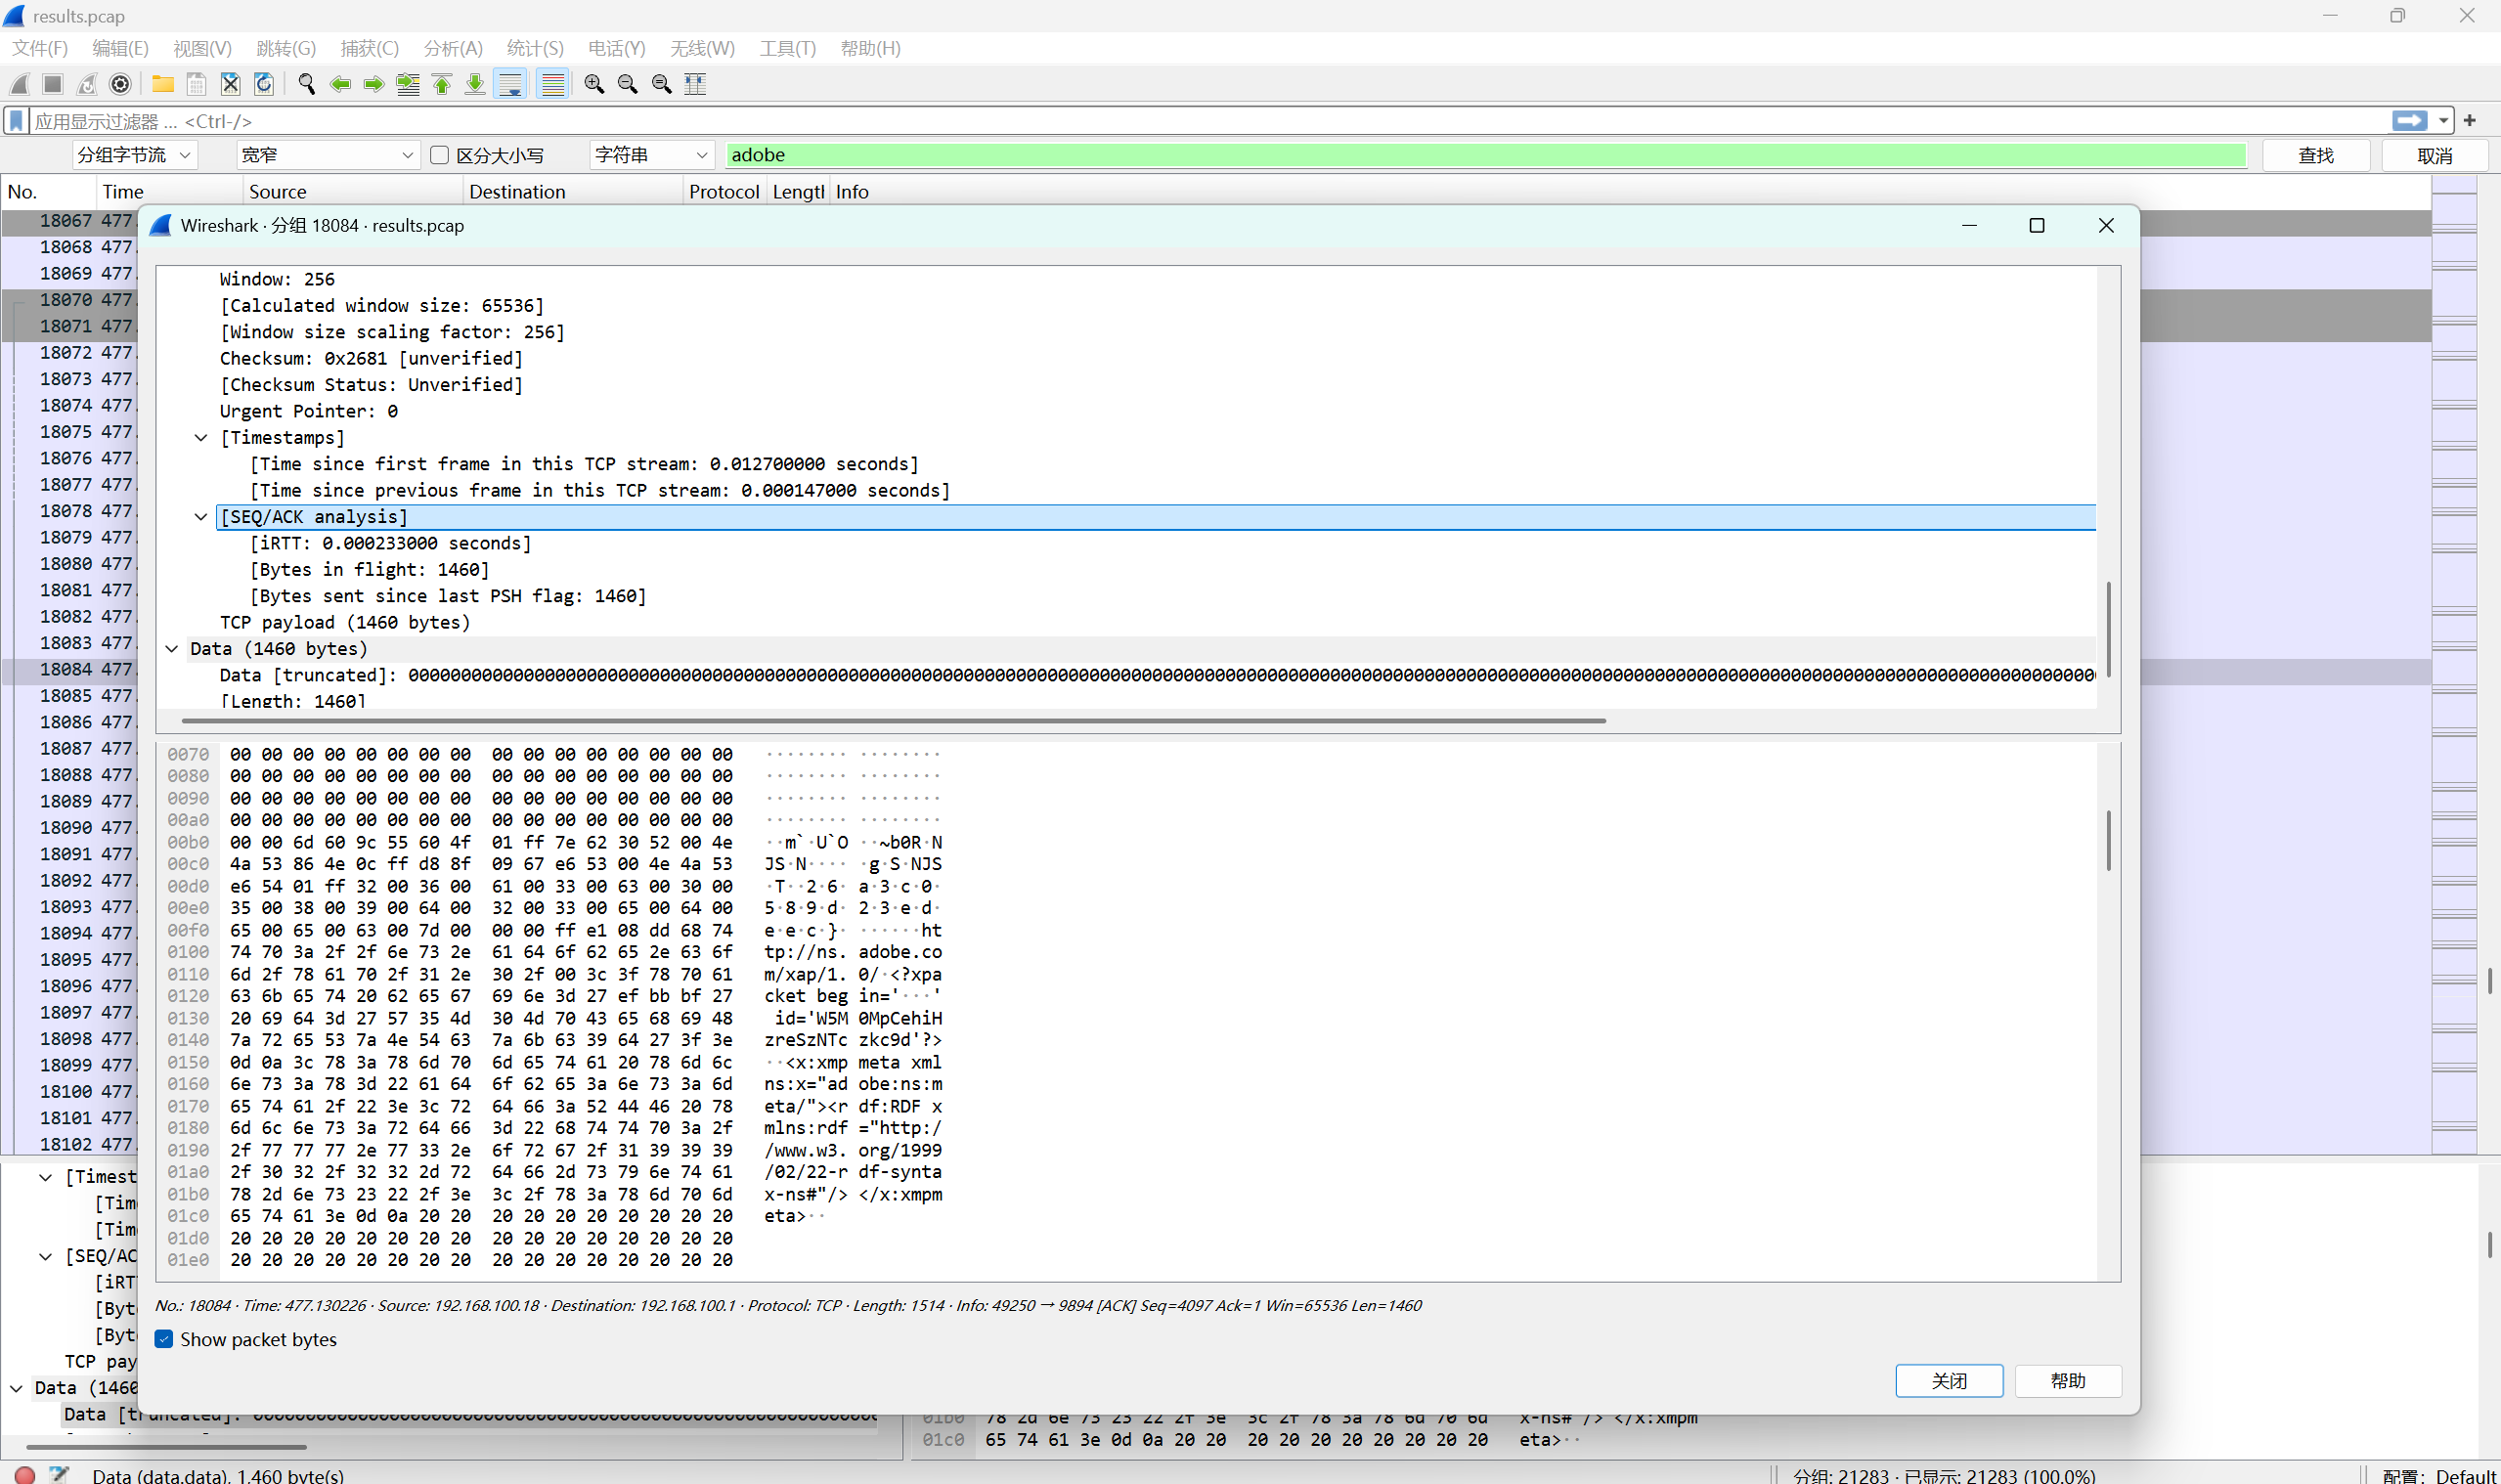 results.pcap
文件(F) 编辑(E) 视图(V) 跳转(G) 捕获(C) 分析(A) 统计(S) 电话(Y) 无线(W) 工具(T) 帮助(H)
应用显示过滤器 … <Ctrl-/>
分组字节流 宽窄 区分大小写 字符串 adobe 查找 取消
No. Time Source Destination Protocol Lengtl Info
18067 477.
18068 477.
18069 477.
18070 477.
18071 477.
18072 477.
18073 477.
18074 477.
18075 477.
18076 477.
18077 477.
18078 477.
18079 477.
18080 477.
18081 477.
18082 477.
18083 477.
18084 477.
18085 477.
18086 477.
18087 477.
18088 477.
18089 477.
18090 477.
18091 477.
18092 477.
18093 477.
18094 477.
18095 477.
18096 477.
18097 477.
18098 477.
18099 477.
18100 477.
18101 477.
18102 477.
Wireshark · 分组 18084 · results.pcap
Window: 256
[Calculated window size: 65536]
[Window size scaling factor: 256]
Checksum: 0x2681 [unverified]
[Checksum Status: Unverified]
Urgent Pointer: 0
[Timestamps]
[Time since first frame in this TCP stream: 0.012700000 seconds]
[Time since previous frame in this TCP stream: 0.000147000 seconds]
[SEQ/ACK analysis]
[iRTT: 0.000233000 seconds]
[Bytes in flight: 1460]
[Bytes sent since last PSH flag: 1460]
TCP payload (1460 bytes)
Data (1460 bytes)
Data [truncated]: 000000000000000000000000000000000000000000000000000000000000000000000000000000000000000000000000000000000000000000000000000000000000000000000000000000000000000000
[Length: 1460]
0070 00 00 00 00 00 00 00 00 00 00 00 00 00 00 00 00 ········ ········
0080 00 00 00 00 00 00 00 00 00 00 00 00 00 00 00 00 ········ ········
0090 00 00 00 00 00 00 00 00 00 00 00 00 00 00 00 00 ········ ········
00a0 00 00 00 00 00 00 00 00 00 00 00 00 00 00 00 00 ········ ········
00b0 00 00 6d 60 9c 55 60 4f 01 ff 7e 62 30 52 00 4e ··m`·U`O ··~b0R·N
00c0 4a 53 86 4e 0c ff d8 8f 09 67 e6 53 00 4e 4a 53 JS·N···· ·g·S·NJS
00d0 e6 54 01 ff 32 00 36 00 61 00 33 00 63 00 30 00 ·T··2·6· a·3·c·0·
00e0 35 00 38 00 39 00 64 00 32 00 33 00 65 00 64 00 5·8·9·d· 2·3·e·d·
00f0 65 00 65 00 63 00 7d 00 00 00 ff e1 08 dd 68 74 e·e·c·}· ······ht
0100 74 70 3a 2f 2f 6e 73 2e 61 64 6f 62 65 2e 63 6f tp://ns. adobe.co
0110 6d 2f 78 61 70 2f 31 2e 30 2f 00 3c 3f 78 70 61 m/xap/1. 0/·<?xpa
0120 63 6b 65 74 20 62 65 67 69 6e 3d 27 ef bb bf 27 cket beg in='···'
0130 20 69 64 3d 27 57 35 4d 30 4d 70 43 65 68 69 48 id='W5M 0MpCehiH
0140 7a 72 65 53 7a 4e 54 63 7a 6b 63 39 64 27 3f 3e zreSzNTc zkc9d'?>
0150 0d 0a 3c 78 3a 78 6d 70 6d 65 74 61 20 78 6d 6c ··<x:xmp meta xml
0160 6e 73 3a 78 3d 22 61 64 6f 62 65 3a 6e 73 3a 6d ns:x="ad obe:ns:m
0170 65 74 61 2f 22 3e 3c 72 64 66 3a 52 44 46 20 78 eta/"><r df:RDF x
0180 6d 6c 6e 73 3a 72 64 66 3d 22 68 74 74 70 3a 2f mlns:rdf ="http:/
0190 2f 77 77 77 2e 77 33 2e 6f 72 67 2f 31 39 39 39 /www.w3. org/1999
01a0 2f 30 32 2f 32 32 2d 72 64 66 2d 73 79 6e 74 61 /02/22-r df-synta
01b0 78 2d 6e 73 23 22 2f 3e 3c 2f 78 3a 78 6d 70 6d x-ns#"/> </x:xmpm
01c0 65 74 61 3e 0d 0a 20 20 20 20 20 20 20 20 20 20 eta>··
01d0 20 20 20 20 20 20 20 20 20 20 20 20 20 20 20 20
01e0 20 20 20 20 20 20 20 20 20 20 20 20 20 20 20 20
No.: 18084 · Time: 477.130226 · Source: 192.168.100.18 · Destination: 192.168.100.1 · Protocol: TCP · Length: 1514 · Info: 49250 → 9894 [ACK] Seq=4097 Ack=1 Win=65536 Len=1460
Show packet bytes
关闭 帮助
[Timest
[Tim
[Tim
[SEQ/AC
[iRT
[Byt
[Byt
TCP pay
Data (1460
Data [truncated]:
01b0 78 2d 6e 73 23 22 2f 3e 3c 2f 78 3a 78 6d 70 6d x-ns#"/> </x:xmpm
01c0 65 74 61 3e 0d 0a 20 20 20 20 20 20 20 20 20 20 eta>··
Data (data.data), 1,460 byte(s) 分组: 21283 · 已显示: 21283 (100.0%) 配置: Default